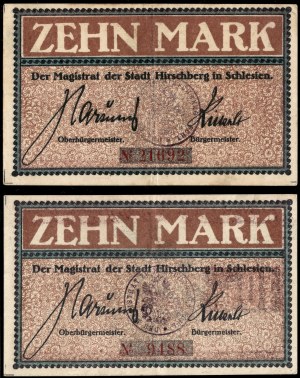 ZEHN MARK
Der Magistrat der Stadt Hirschberg in Schlesien.
Oberbürgermeister. Bürgermeister.
№ 21692
ZEHN MARK
Der Magistrat der Stadt Hirschberg in Schlesien.
Oberbürgermeister. Bürgermeister.
№ 9488